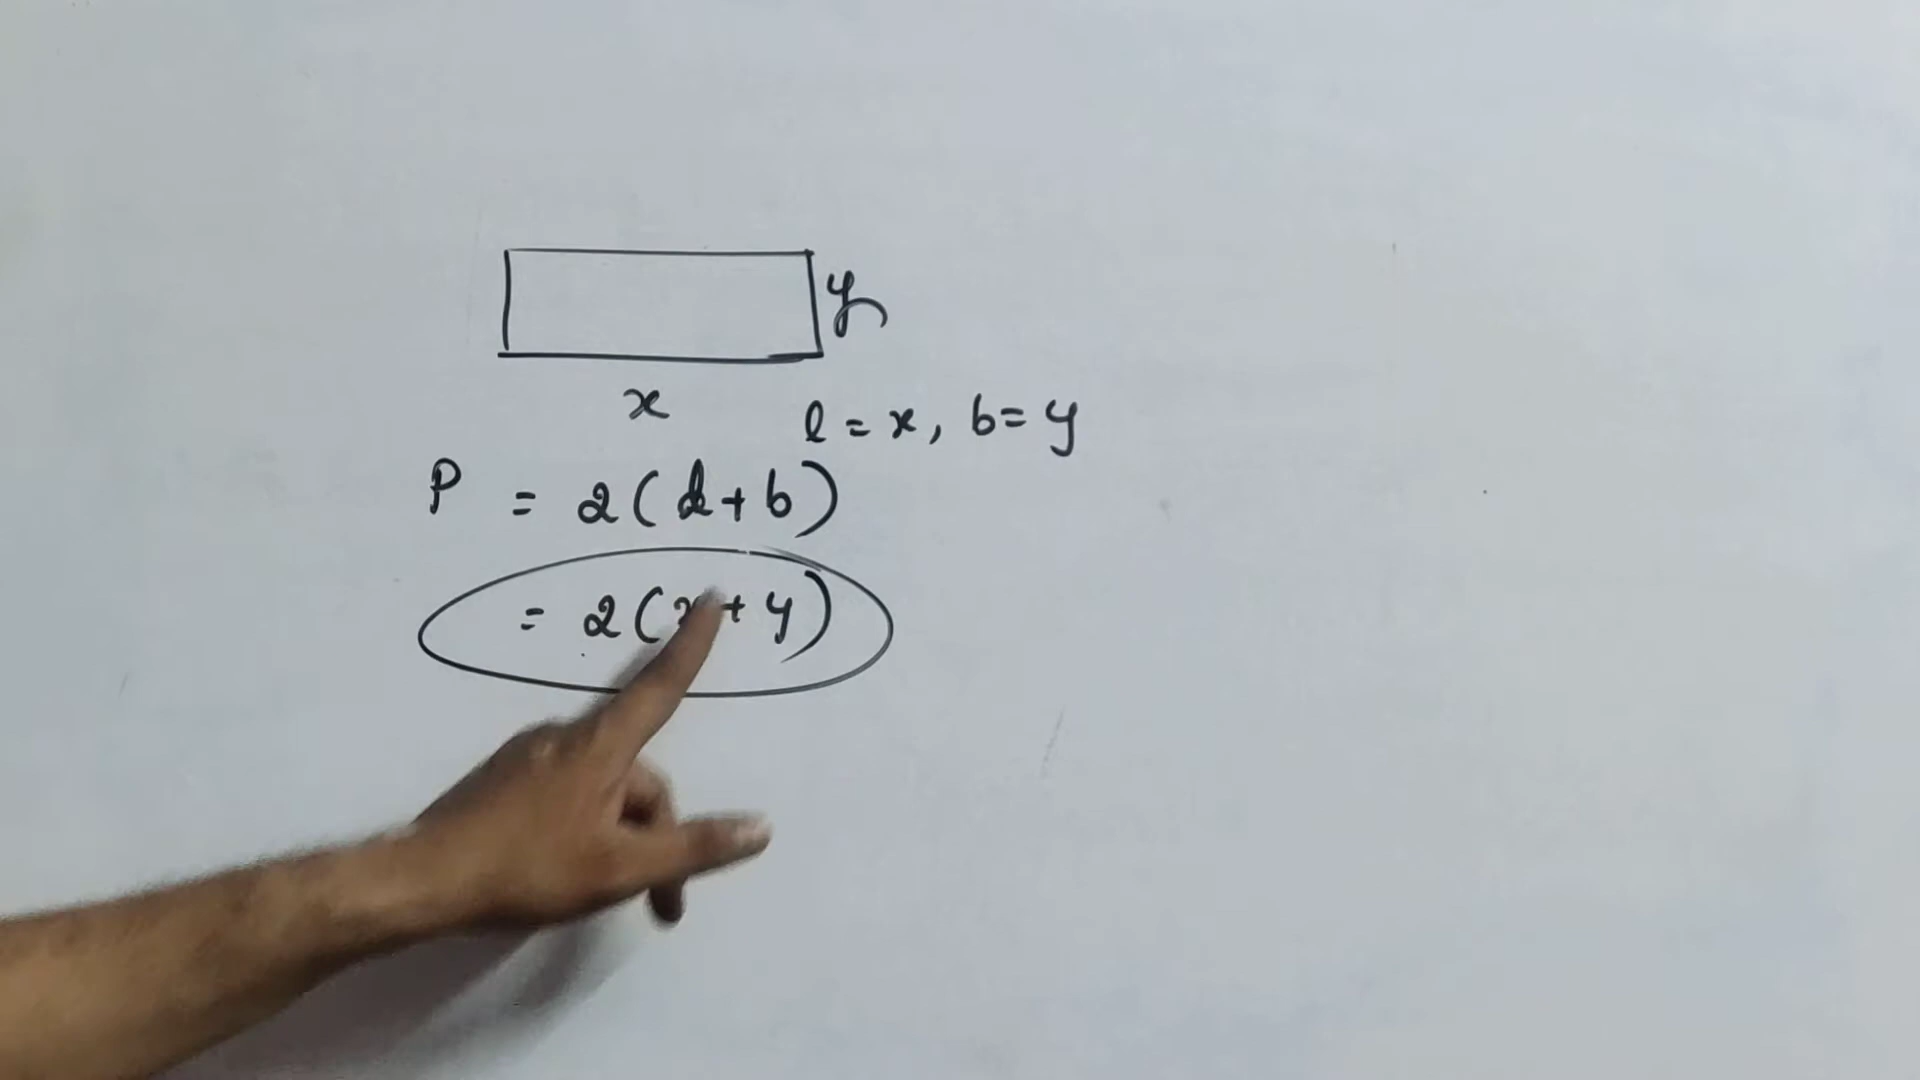 y
x
l = x, b = y
P = 2(l + b)
= 2(x + y)